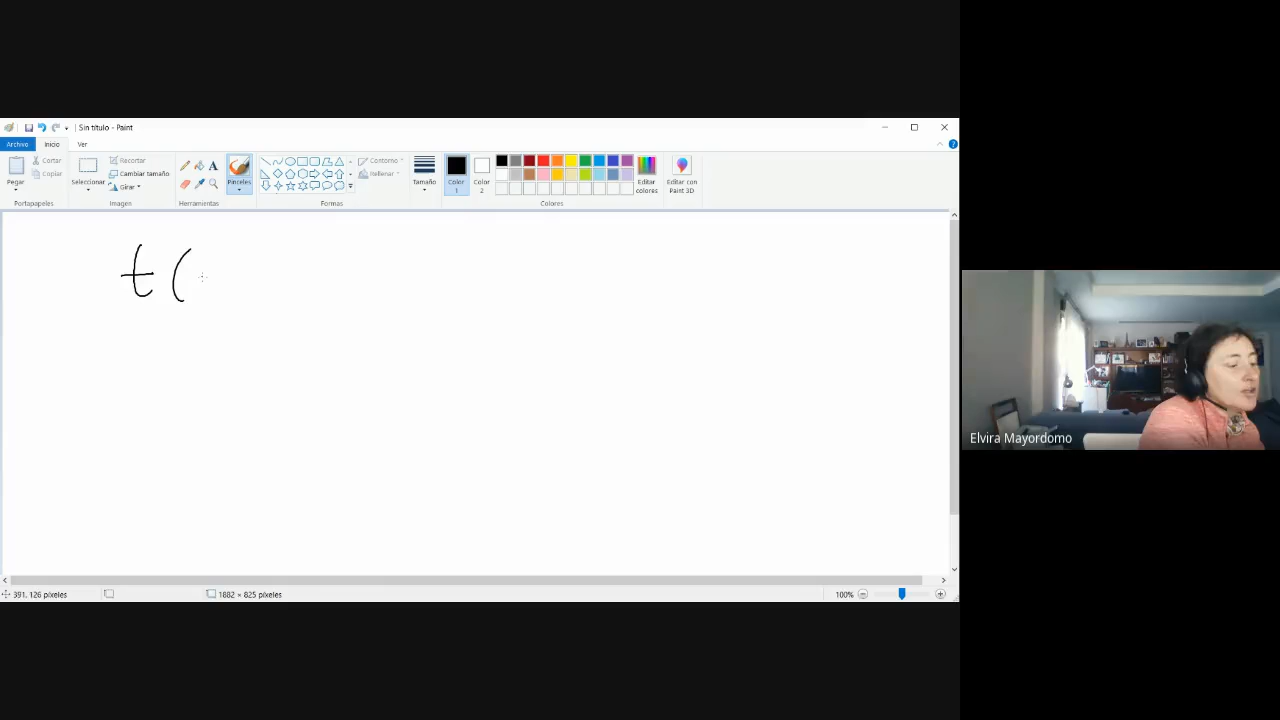 Sin título - Paint
Archivo
Inicio
Ver
Pegar
Cortar
Copiar
Portapapeles
Seleccionar
Recortar
Cambiar tamaño
Girar
Imagen
A
Herramientas
Pinceles
Contorno
Rellenar
Formas
Tamaño
Color
1
Color
2
Editar
colores
Colores
Editar con
Paint 3D
t (
391, 126 píxeles
1882 × 825 píxeles
100%
Elvira Mayordomo